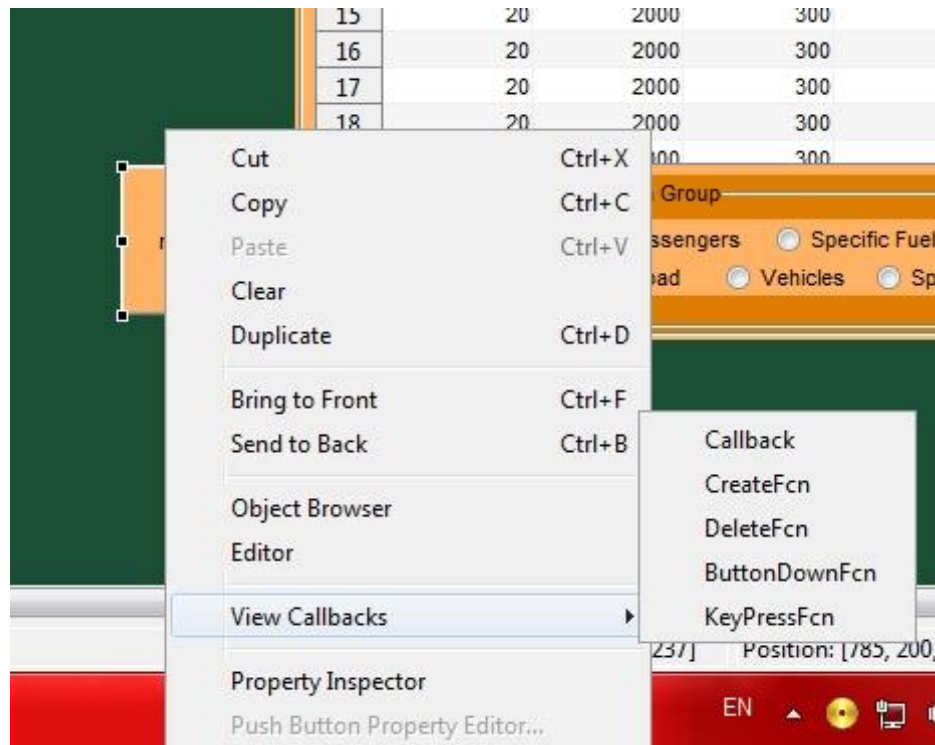 15 20 2000 300
16 20 2000 300
17 20 2000 300
18 20 2000 300
300
Cut Ctrl+X
Group
Copy Ctrl+C
Paste Ctrl+V
Specific Fuel
Clear
Vehicles
Duplicate Ctrl+D
Bring to Front Ctrl+F
Send to Back Ctrl+B
Callback
CreateFcn
Object Browser
DeleteFcn
Editor
ButtonDownFcn
View Callbacks
KeyPressFcn
237] Position: [785, 200,
Property Inspector
EN
Push Button Property Editor...